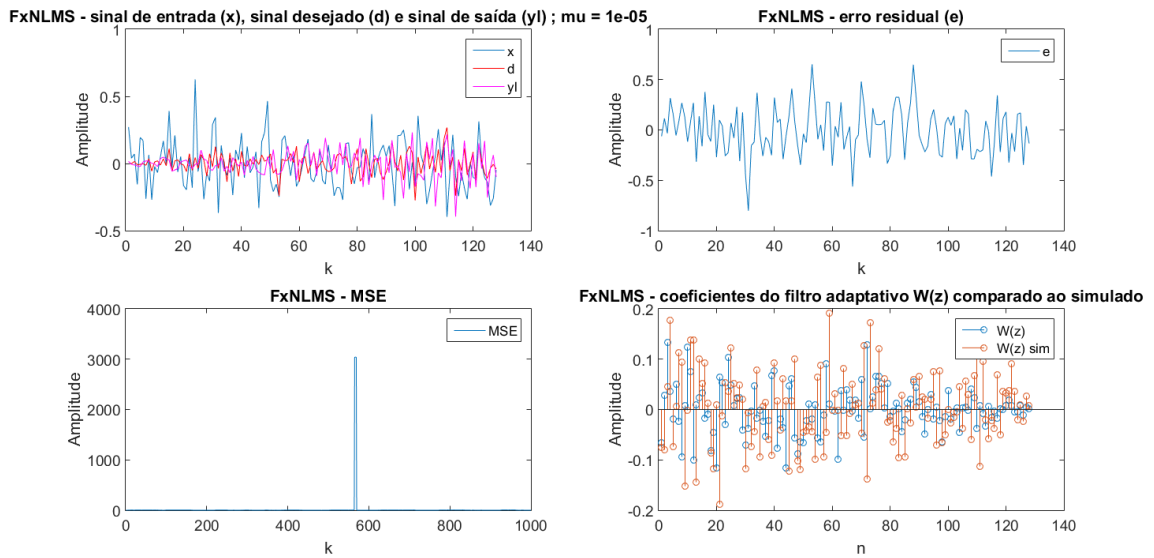 FxNLMS - sinal de entrada (x), sinal desejado (d) e sinal de saída (yl) ; mu = 1e-05
1
0.5
0
-0.5
Amplitude
0 20 40 60 80 100 120 140
k
x
d
yl
FxNLMS - erro residual (e)
1
0.5
0
-0.5
-1
Amplitude
0 20 40 60 80 100 120 140
k
e
FxNLMS - MSE
4000
3000
2000
1000
0
Amplitude
0 200 400 600 800 1000
k
MSE
FxNLMS - coeficientes do filtro adaptativo W(z) comparado ao simulado
0.2
0.1
0
-0.1
-0.2
Amplitude
0 20 40 60 80 100 120 140
n
W(z)
W(z) sim